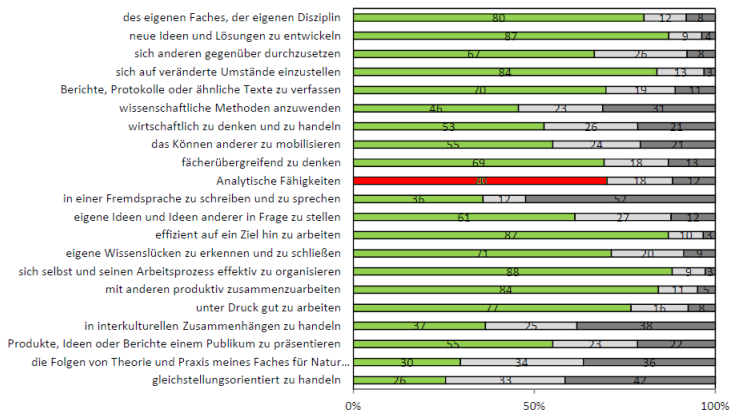 des eigenen Faches, der eigenen Disziplin 80 12 8
neue Ideen und Lösungen zu entwickeln 87 9 4
sich anderen gegenüber durchzusetzen 67 26 8
sich auf veränderte Umstände einzustellen 84 13 3
Berichte, Protokolle oder ähnliche Texte zu verfassen 70 19 11
wissenschaftliche Methoden anzuwenden 46 23 31
wirtschaftlich zu denken und zu handeln 53 26 21
das Können anderer zu mobilisieren 55 24 21
fächerübergreifend zu denken 69 18 13
Analytische Fähigkeiten 18 12
in einer Fremdsprache zu schreiben und zu sprechen 36 12 52
eigene Ideen und Ideen anderer in Frage zu stellen 61 27 12
effizient auf ein Ziel hin zu arbeiten 87 10 3
eigene Wissenslücken zu erkennen und zu schließen 71 20 9
sich selbst und seinen Arbeitsprozess effektiv zu organisieren 88 9 3
mit anderen produktiv zusammenzuarbeiten 84 11 5
unter Druck gut zu arbeiten 77 16 8
in interkulturellen Zusammenhängen zu handeln 37 25 38
Produkte, Ideen oder Berichte einem Publikum zu präsentieren 55 23 22
die Folgen von Theorie und Praxis meines Faches für Natur... 30 34 36
gleichstellungsorientiert zu handeln 26 33 42
0% 50% 100%